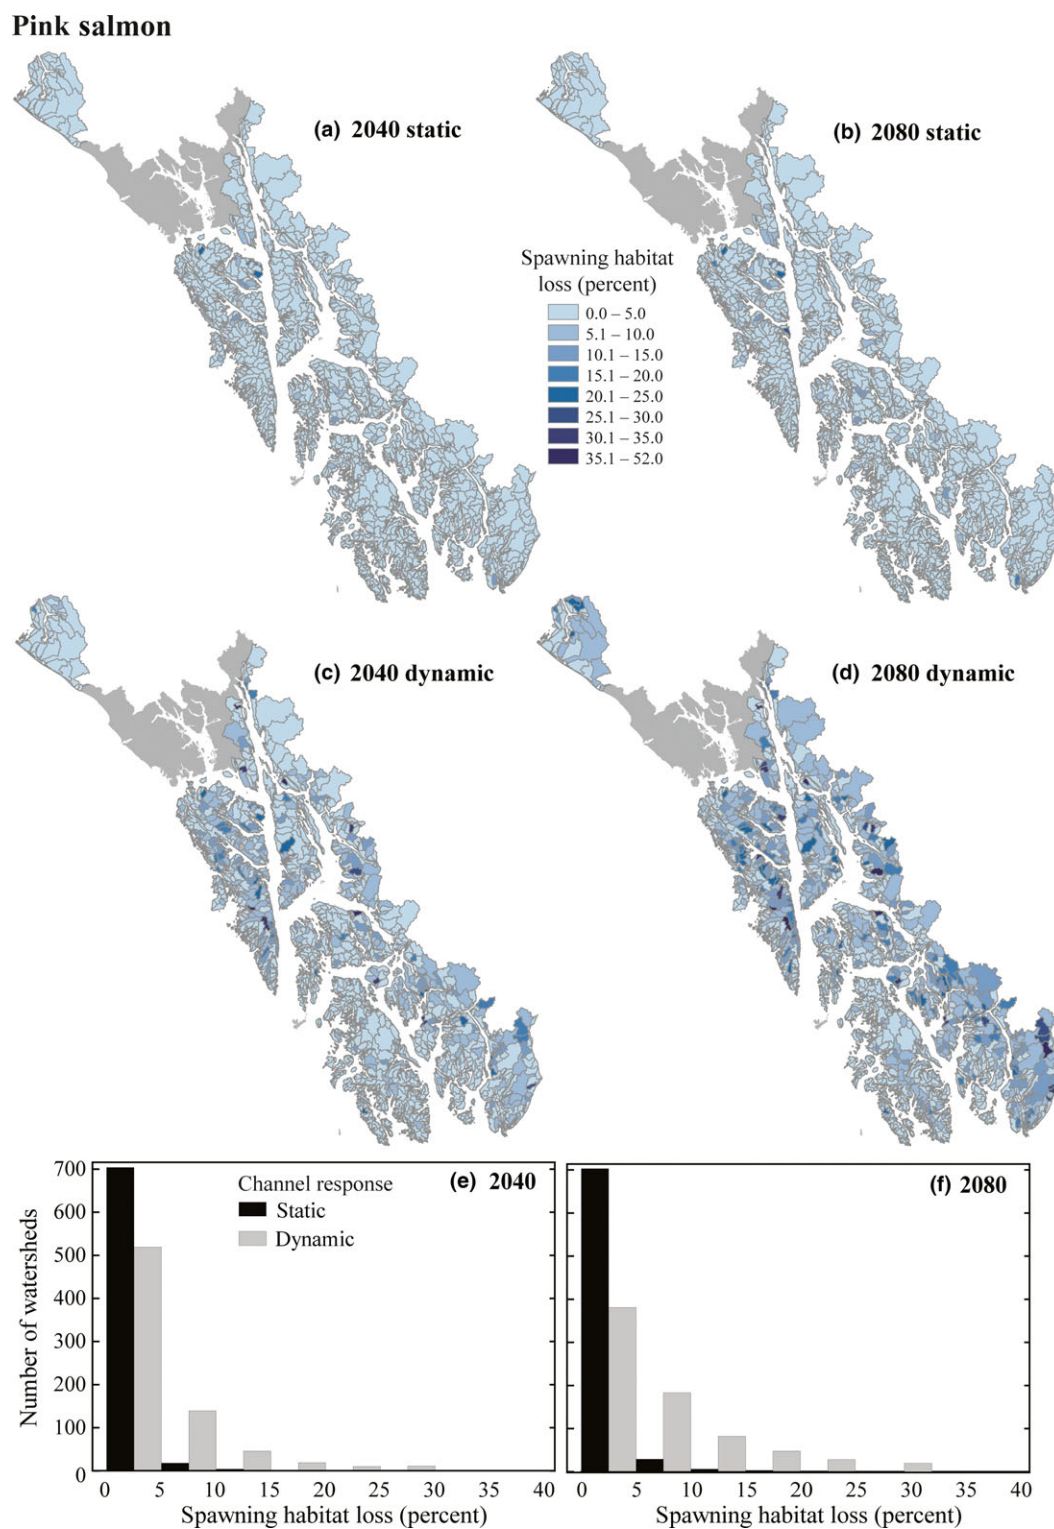 Pink salmon
(a) 2040 static
(b) 2080 static
Spawning habitat
loss (percent)
0.0 – 5.0
5.1 – 10.0
10.1 – 15.0
15.1 – 20.0
20.1 – 25.0
25.1 – 30.0
30.1 – 35.0
35.1 – 52.0
(c) 2040 dynamic
(d) 2080 dynamic
Number of watersheds
700
600
500
400
300
200
100
0
Channel response
Static
Dynamic
(e) 2040
0 5 10 15 20 25 30 35 40
Spawning habitat loss (percent)
(f) 2080
0 5 10 15 20 25 30 35 40
Spawning habitat loss (percent)